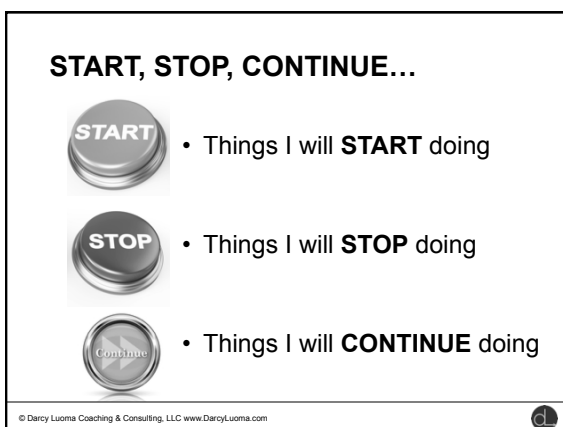 START, STOP, CONTINUE…
START
• Things I will START doing
STOP
• Things I will STOP doing
Continue
• Things I will CONTINUE doing
© Darcy Luoma Coaching & Consulting, LLC www.DarcyLuoma.com
dL